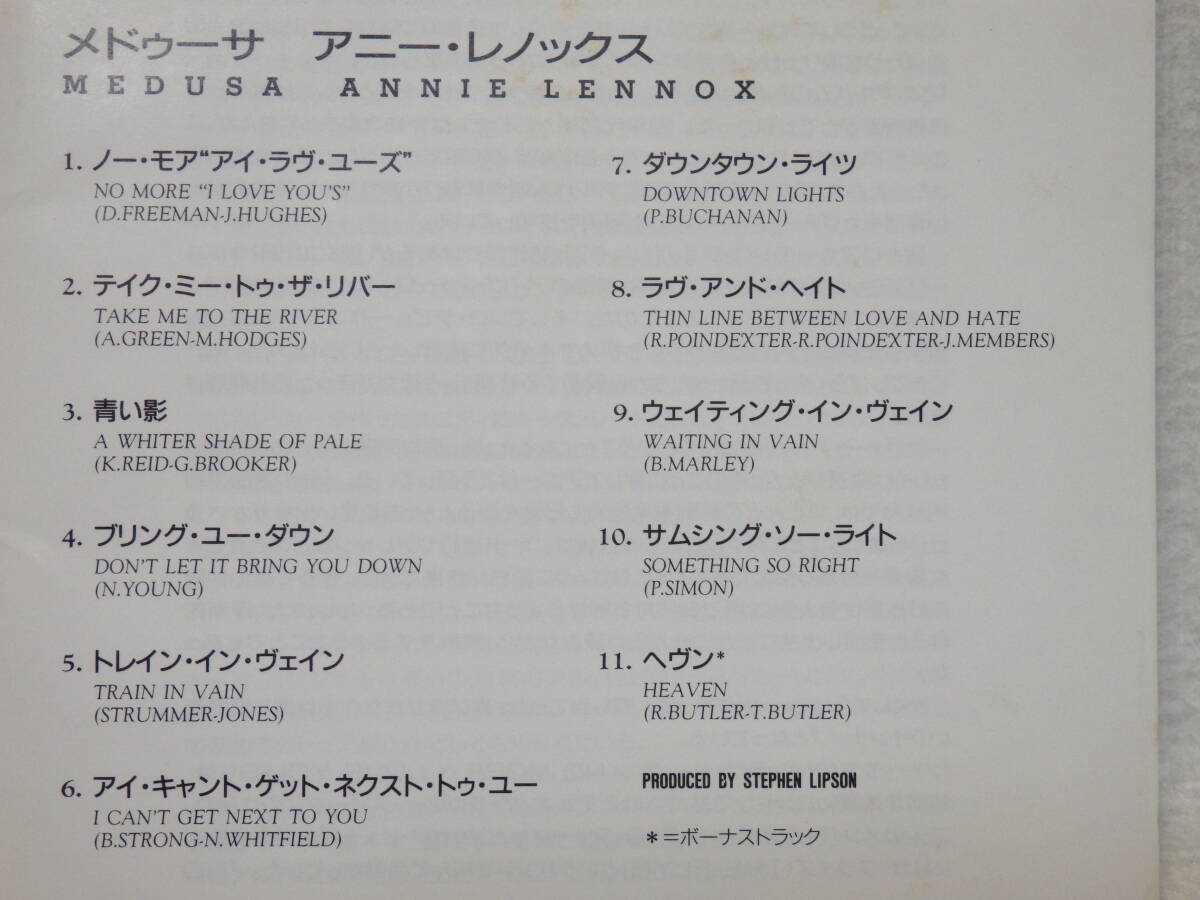 メドゥーサ　アニー・レノックス
MEDUSA ANNIE LENNOX
1. ノー・モア“アイ・ラヴ・ユーズ”
NO MORE “I LOVE YOU'S”
(D.FREEMAN-J.HUGHES)
2. テイク・ミー・トゥ・ザ・リバー
TAKE ME TO THE RIVER
(A.GREEN-M.HODGES)
3. 青い影
A WHITER SHADE OF PALE
(K.REID-G.BROOKER)
4. ブリング・ユー・ダウン
DON'T LET IT BRING YOU DOWN
(N.YOUNG)
5. トレイン・イン・ヴェイン
TRAIN IN VAIN
(STRUMMER-JONES)
6. アイ・キャント・ゲット・ネクスト・トゥ・ユー
I CAN'T GET NEXT TO YOU
(B.STRONG-N.WHITFIELD)
7. ダウンタウン・ライツ
DOWNTOWN LIGHTS
(P.BUCHANAN)
8. ラヴ・アンド・ヘイト
THIN LINE BETWEEN LOVE AND HATE
(R.POINDEXTER-R.POINDEXTER-J.MEMBERS)
9. ウェイティング・イン・ヴェイン
WAITING IN VAIN
(B.MARLEY)
10. サムシング・ソー・ライト
SOMETHING SO RIGHT
(P.SIMON)
11. ヘヴン*
HEAVEN
(R.BUTLER-T.BUTLER)
PRODUCED BY STEPHEN LIPSON
*=ボーナストラック